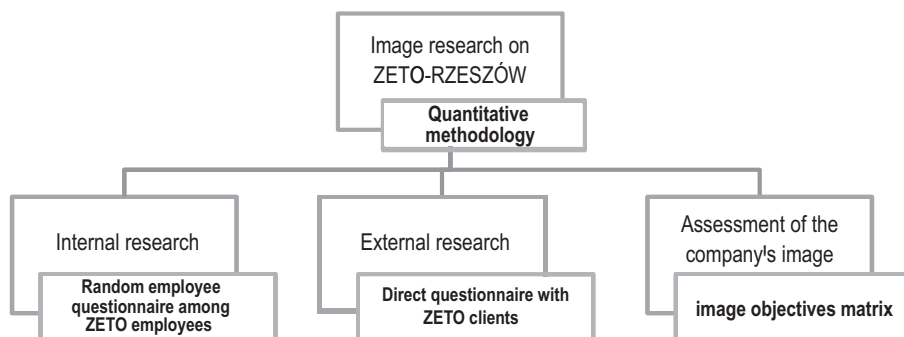 Image research on
ZETO-RZESZÓW
Quantitative
methodology
Internal research
Random employee
questionnaire among
ZETO employees
External research
Direct questionnaire with
ZETO clients
Assessment of the
company's image
image objectives matrix